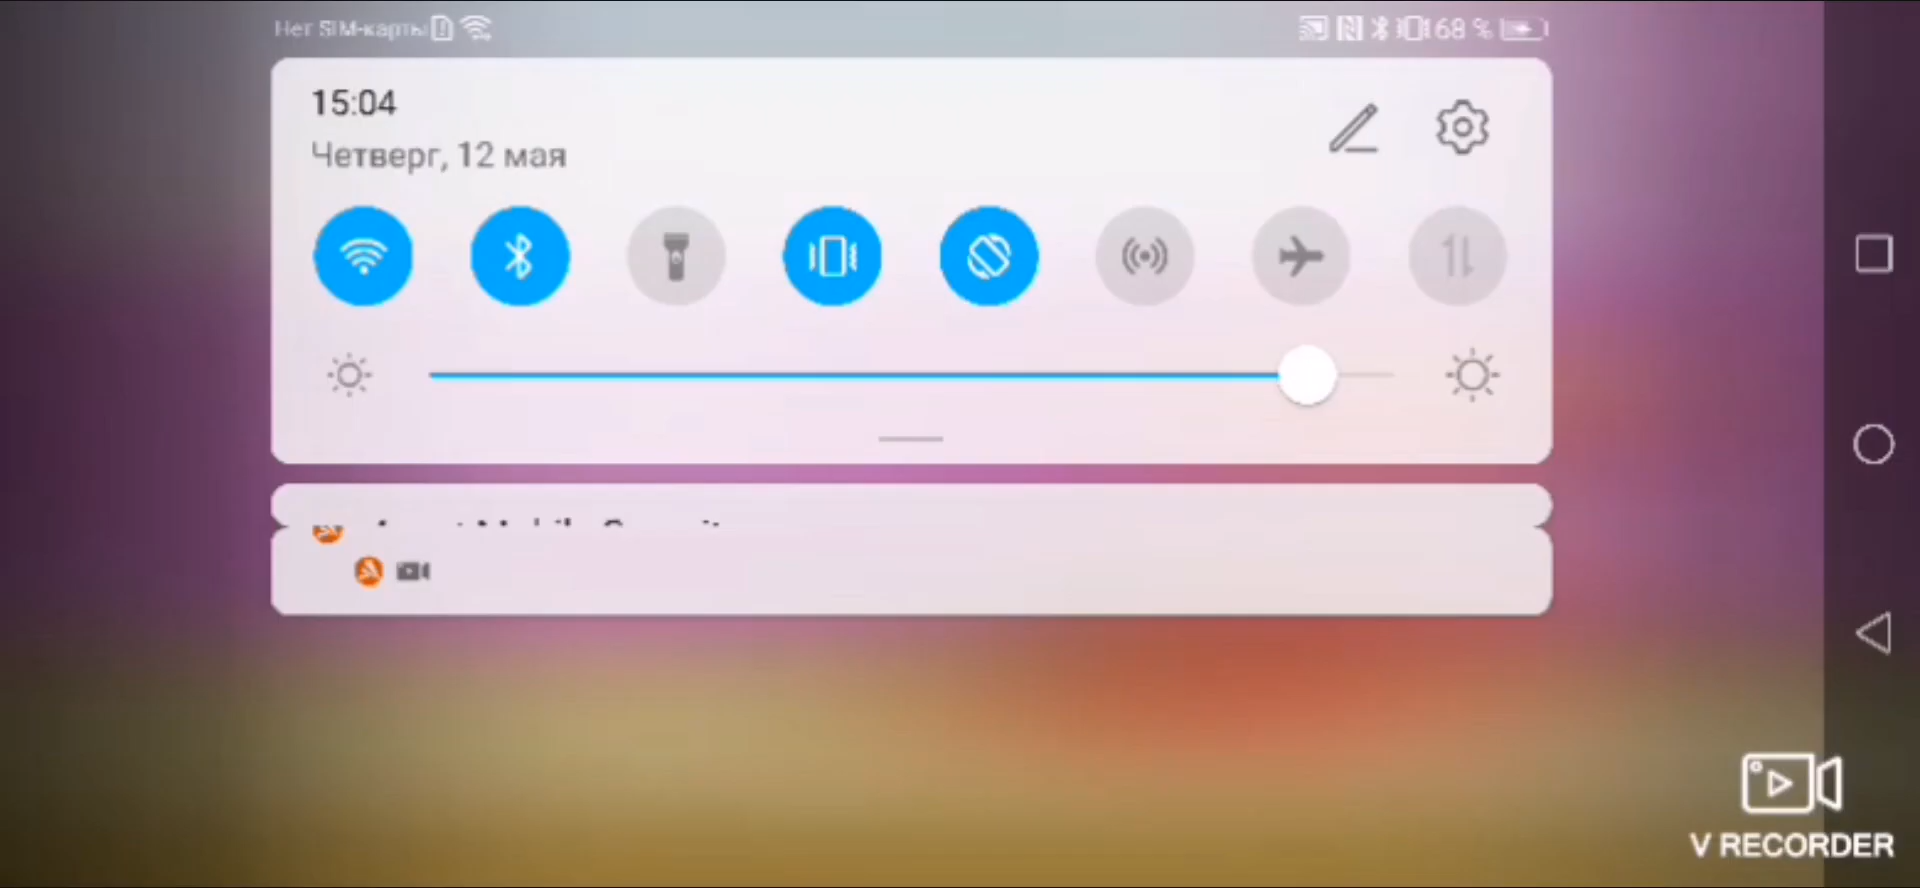 Нет SIM-карты
68 %
15:04
Четверг, 12 мая
V RECORDER